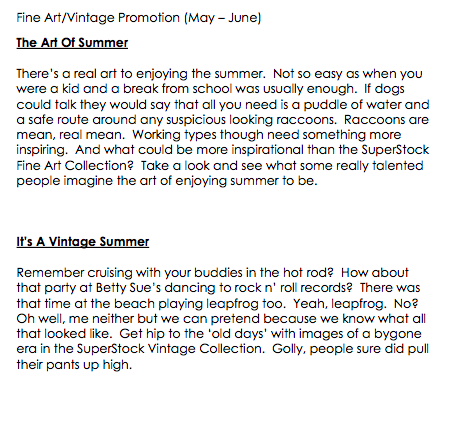 Fine Art/Vintage Promotion (May – June)
The Art Of Summer
There's a real art to enjoying the summer.  Not so easy as when you
were a kid and a break from school was usually enough.  If dogs
could talk they would say that all you need is a puddle of water and
a safe route around any suspicious looking raccoons.  Raccoons are
mean, real mean.  Working types though need something more
inspiring.  And what could be more inspirational than the SuperStock
Fine Art Collection?  Take a look and see what some really talented
people imagine the art of enjoying summer to be.
It's A Vintage Summer
Remember cruising with your buddies in the hot rod?  How about
that party at Betty Sue's dancing to rock n' roll records?  There was
that time at the beach playing leapfrog too.  Yeah, leapfrog.  No?
Oh well, me neither but we can pretend because we know what all
that looked like.  Get hip to the 'old days' with images of a bygone
era in the SuperStock Vintage Collection.  Golly, people sure did pull
their pants up high.